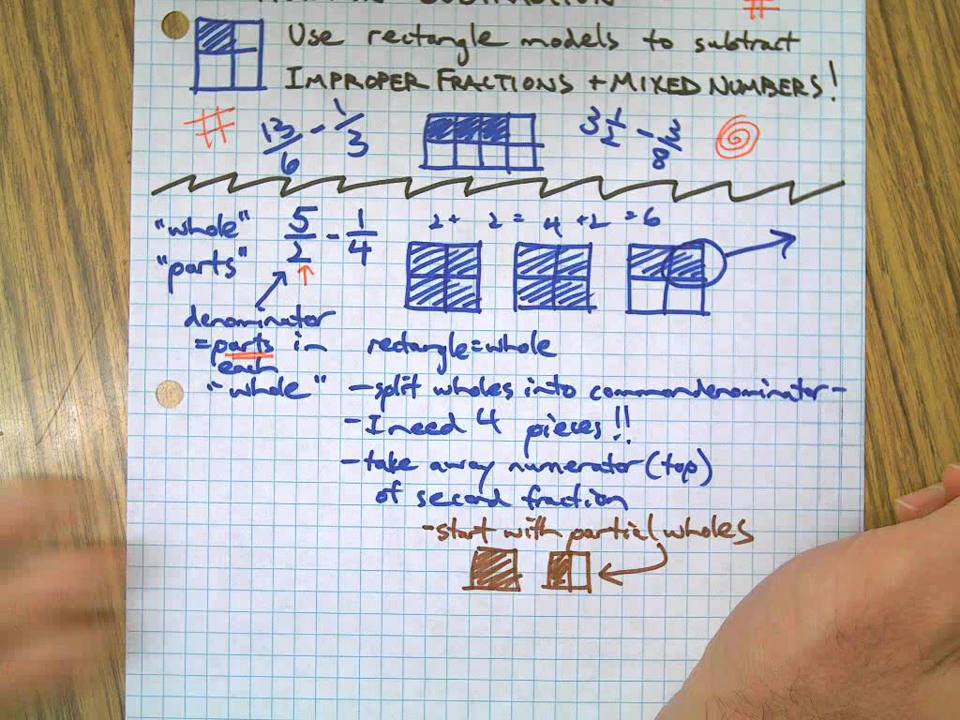 Use rectangle models to subtract
IMPROPER FRACTIONS + MIXED NUMBERS!
13/6 - 1/3
3 1/2 - 3/8
"whole"
"parts"
5/2 - 1/4
2 + 2 = 4 + 2 = 6
denominator
= parts in
each
"whole"
rectangle = whole
- split wholes into common denominator -
- I need 4 pieces!!
- take away numerator (top)
of second fraction
- start with partial wholes